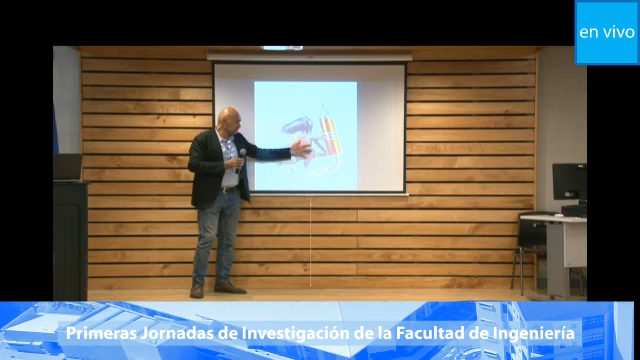 en vivo
Primeras Jornadas de Investigación de la Facultad de Ingeniería